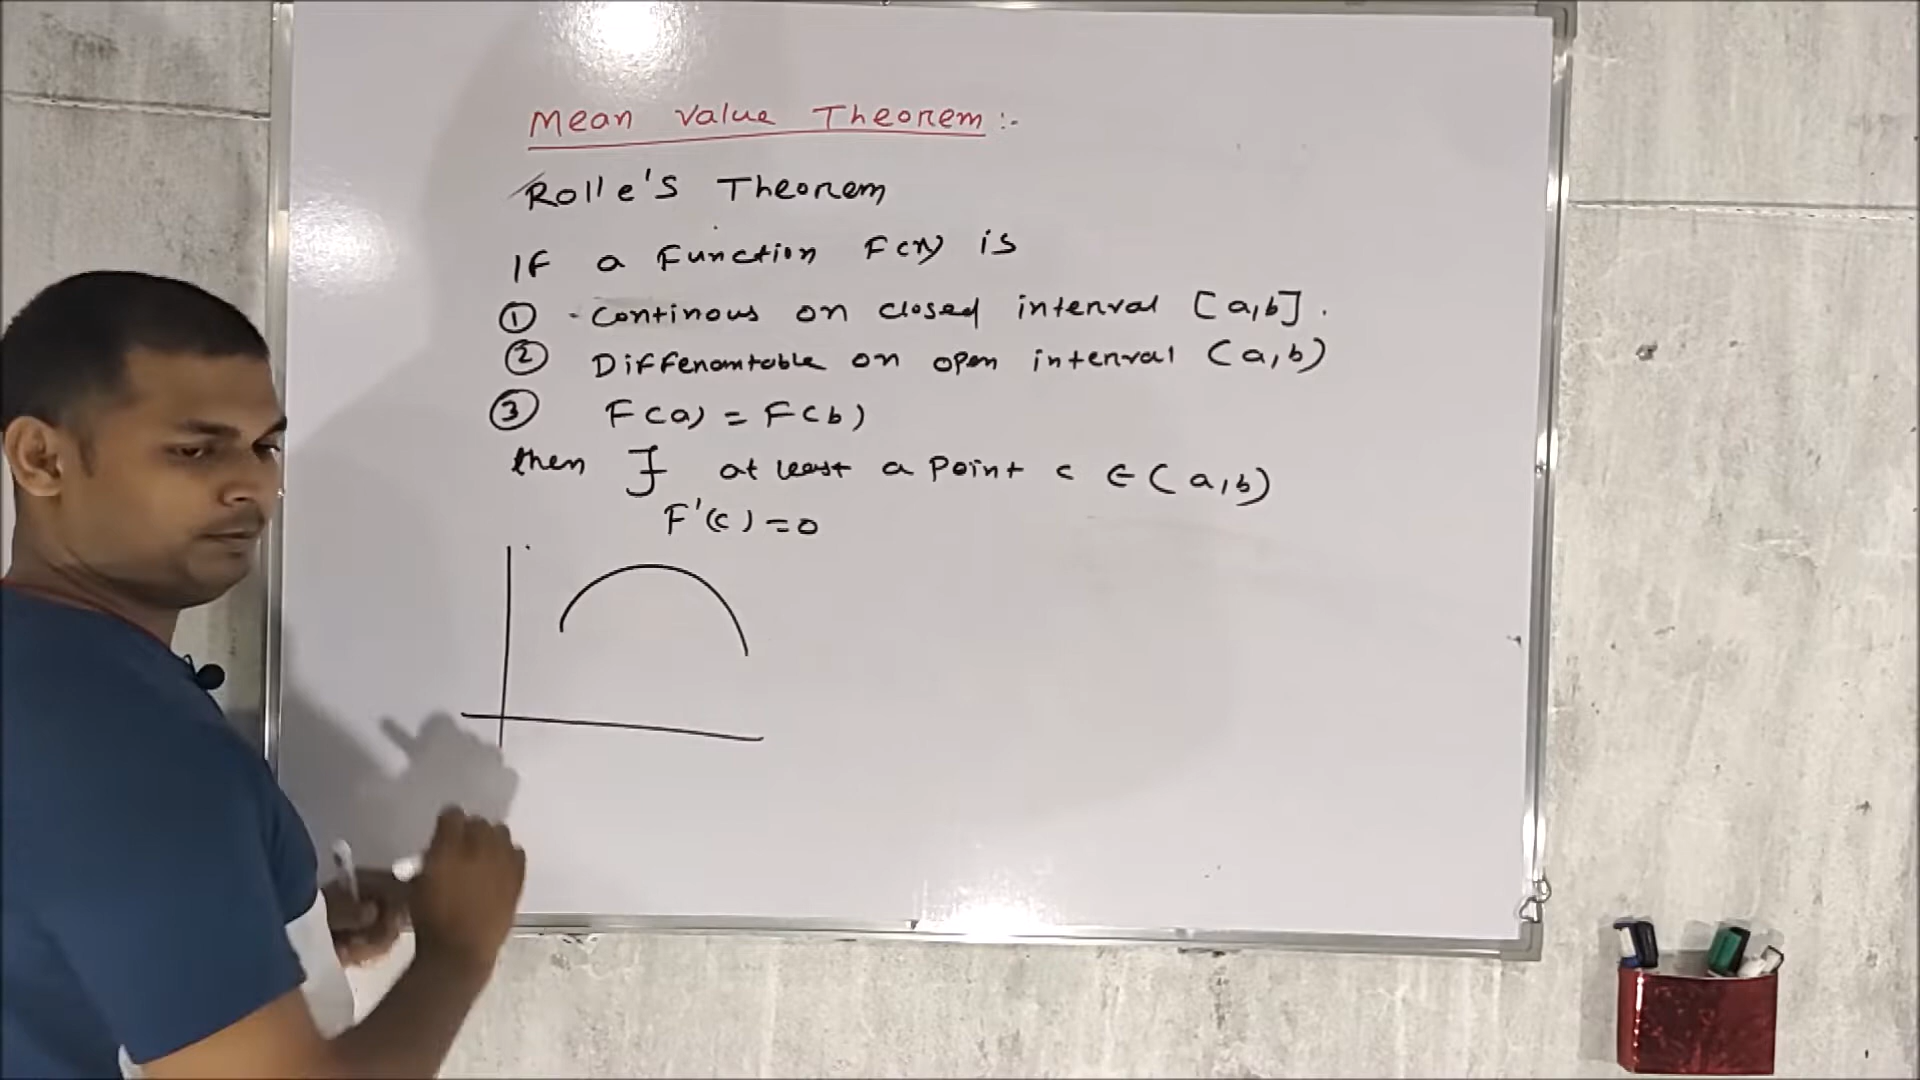 Mean Value Theorem :-
Rolle's Theorem
If a Function F(x) is
① Continous on closed interval [a,b].
② Differentable on open interval (a,b)
③ F(a) = F(b)
then ∃ at least a point c ∈ (a,b)
F'(c) = 0